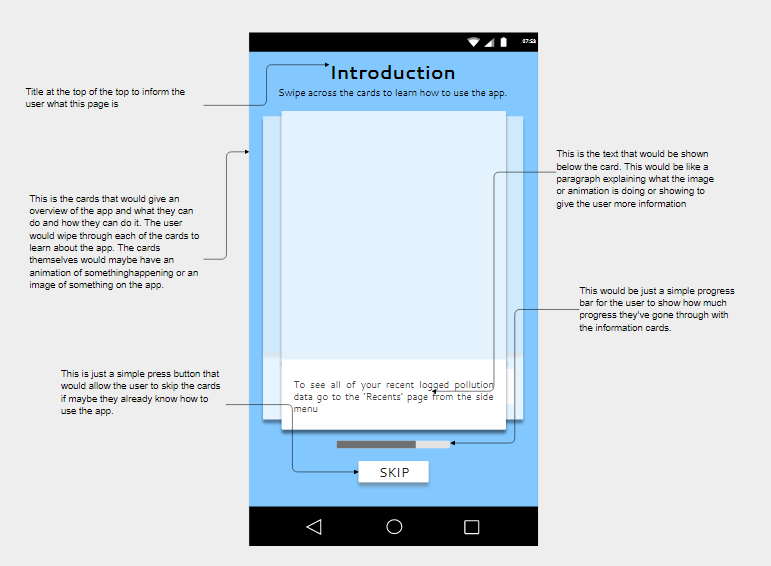 07:53
Introduction
Swipe across the cards to learn how to use the app.
Title at the top of the top to inform the
user what this page is
This is the text that would be shown
below the card. This would be like a
paragraph explaining what the image
or animation is doing or showing to
give the user more information
This is the cards that would give an
overview of the app and what they can
do and how they can do it. The user
would wipe through each of the cards to
learn about the app. The cards
themselves would maybe have an
animation of somethinghappening or an
image of something on the app.
This would be just a simple progress
bar for the user to show how much
progress they've gone through with
the information cards.
This is just a simple press button that
would allow the user to skip the cards
if maybe they already know how to
use the app.
To see all of your recent logged pollution
data go to the 'Recents' page from the side
menu
SKIP